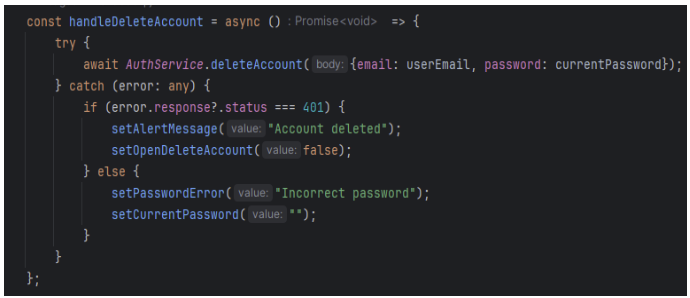 const handleDeleteAccount = async () : Promise<void> => {
try {
await AuthService.deleteAccount( body: {email: userEmail, password: currentPassword});
} catch (error: any) {
if (error.response?.status === 401) {
setAlertMessage( value: "Account deleted");
setOpenDeleteAccount( value: false);
} else {
setPasswordError( value: "Incorrect password");
setCurrentPassword( value: "");
}
}
};